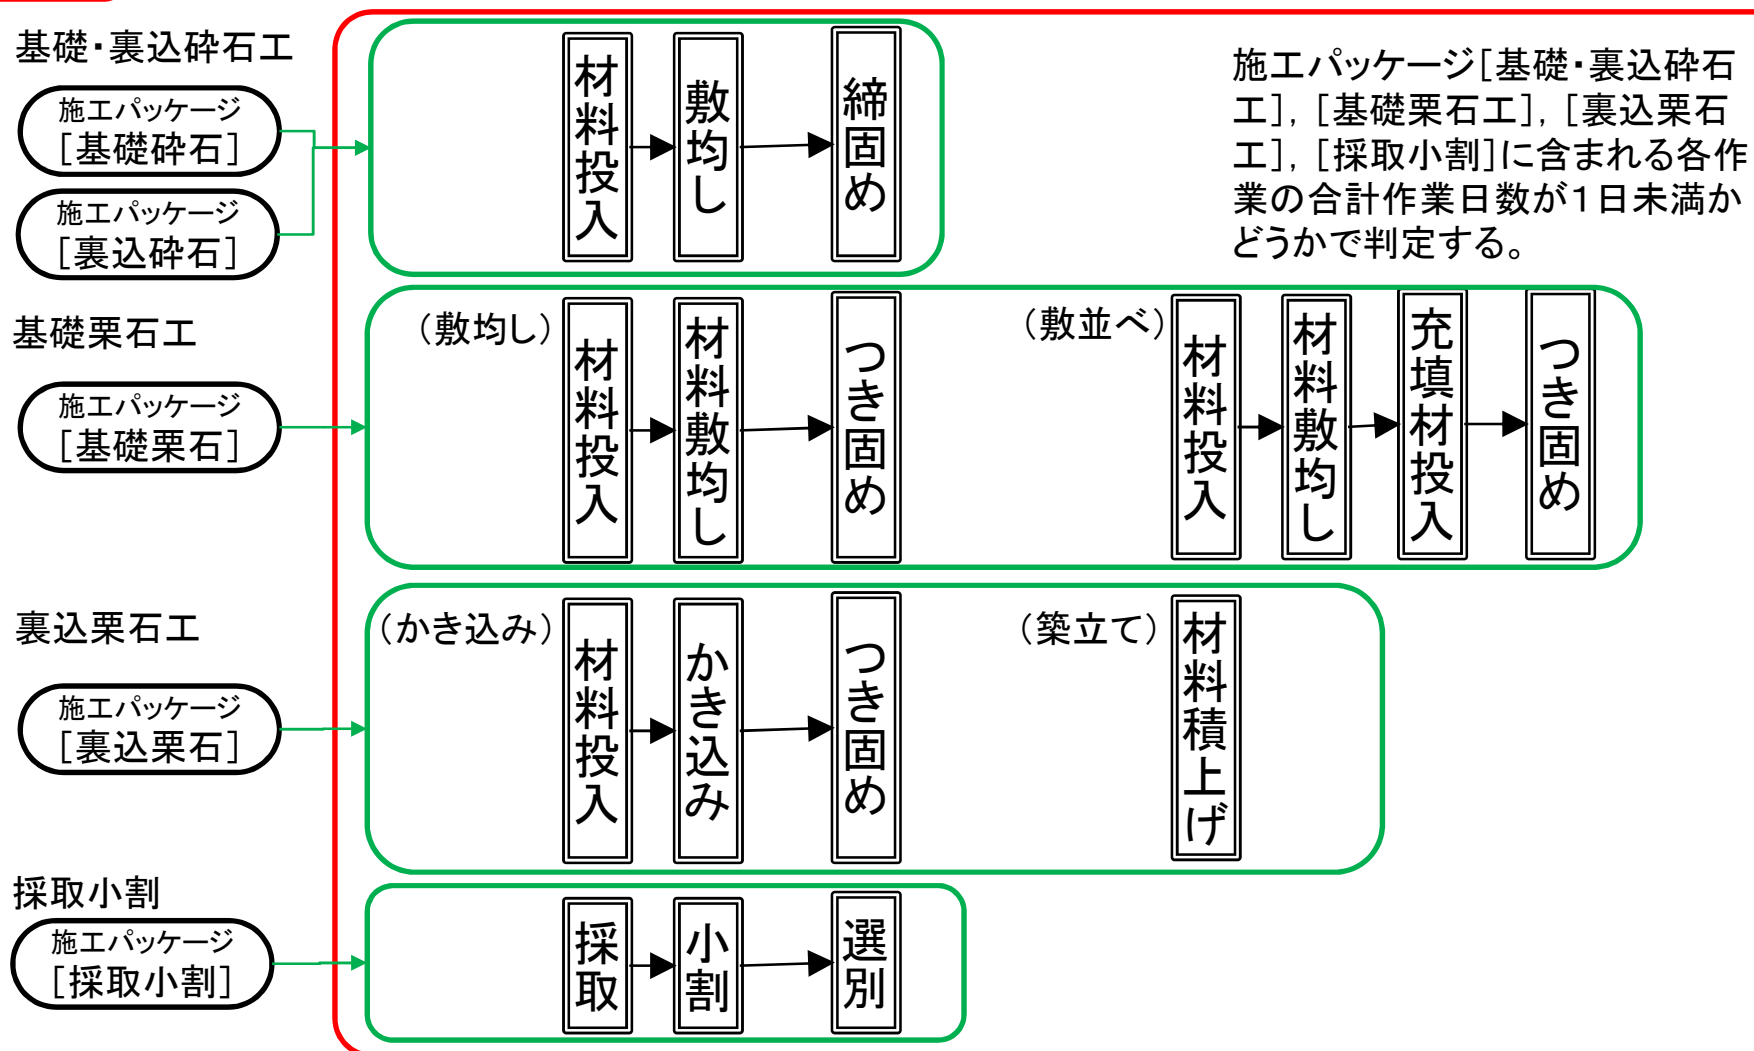 基礎・裏込砕石工
施工パッケージ
[基礎砕石]
施工パッケージ
[裏込砕石]
材料投入
敷均し
締固め
施工パッケージ[基礎・裏込砕石
工], [基礎栗石工], [裏込栗石
工], [採取小割]に含まれる各作
業の合計作業日数が１日未満か
どうかで判定する。
基礎栗石工
施工パッケージ
[基礎栗石]
(敷均し)
材料投入
材料敷均し
つき固め
(敷並べ)
材料投入
材料敷均し
充填材投入
つき固め
裏込栗石工
施工パッケージ
[裏込栗石]
(かき込み)
材料投入
かき込み
つき固め
(築立て)
材料積上げ
採取小割
施工パッケージ
[採取小割]
採取
小割
選別